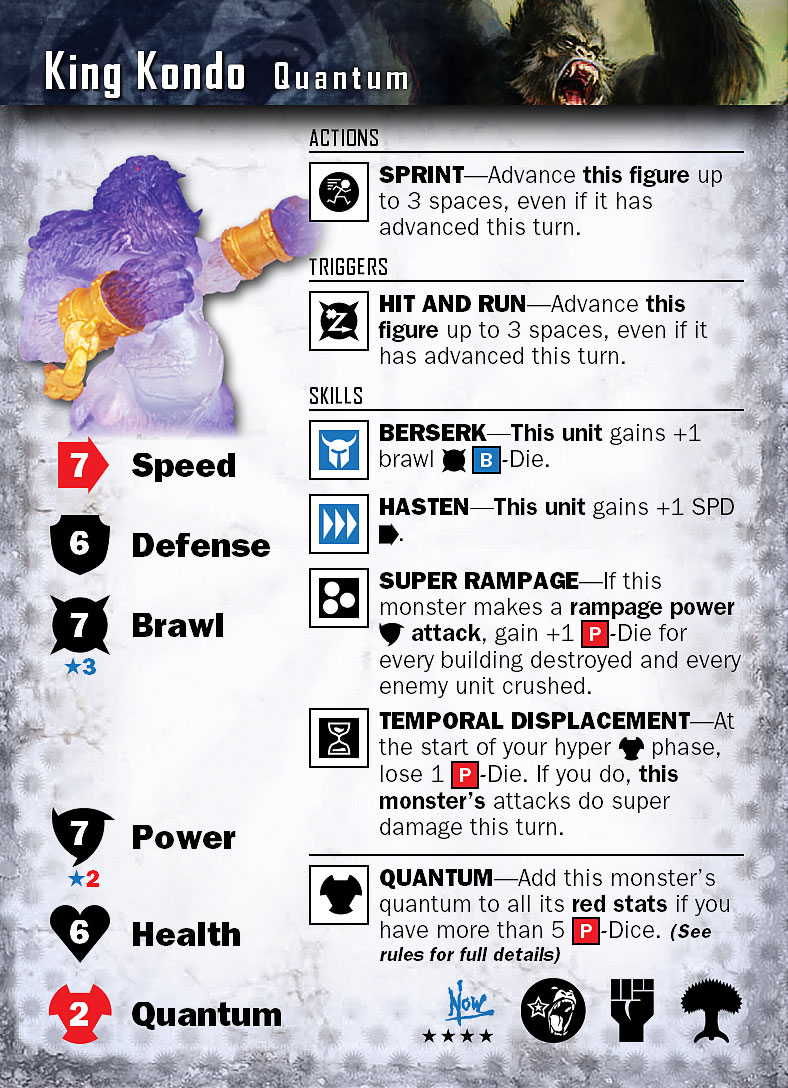 King Kondo Quantum
ACTIONS
SPRINT—Advance this figure up
to 3 spaces, even if it has
advanced this turn.
TRIGGERS
Z
HIT AND RUN—Advance this
figure up to 3 spaces, even if it
has advanced this turn.
SKILLS
BERSERK—This unit gains +1
brawl B-Die.
HASTEN—This unit gains +1 SPD
.
SUPER RAMPAGE—If this
monster makes a rampage power
attack, gain +1 P-Die for
every building destroyed and every
enemy unit crushed.
TEMPORAL DISPLACEMENT—At
the start of your hyper phase,
lose 1 P-Die. If you do, this
monster's attacks do super
damage this turn.
QUANTUM—Add this monster's
quantum to all its red stats if you
have more than 5 P-Dice. (See
rules for full details)
7 Speed
6 Defense
7 Brawl
★3
7 Power
★2
6 Health
2 Quantum
Now
★★★★